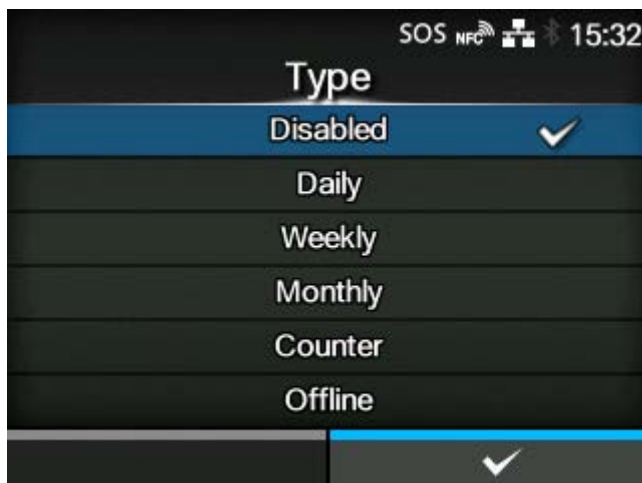 SOS NFC 15:32
Type
Disabled
Daily
Weekly
Monthly
Counter
Offline